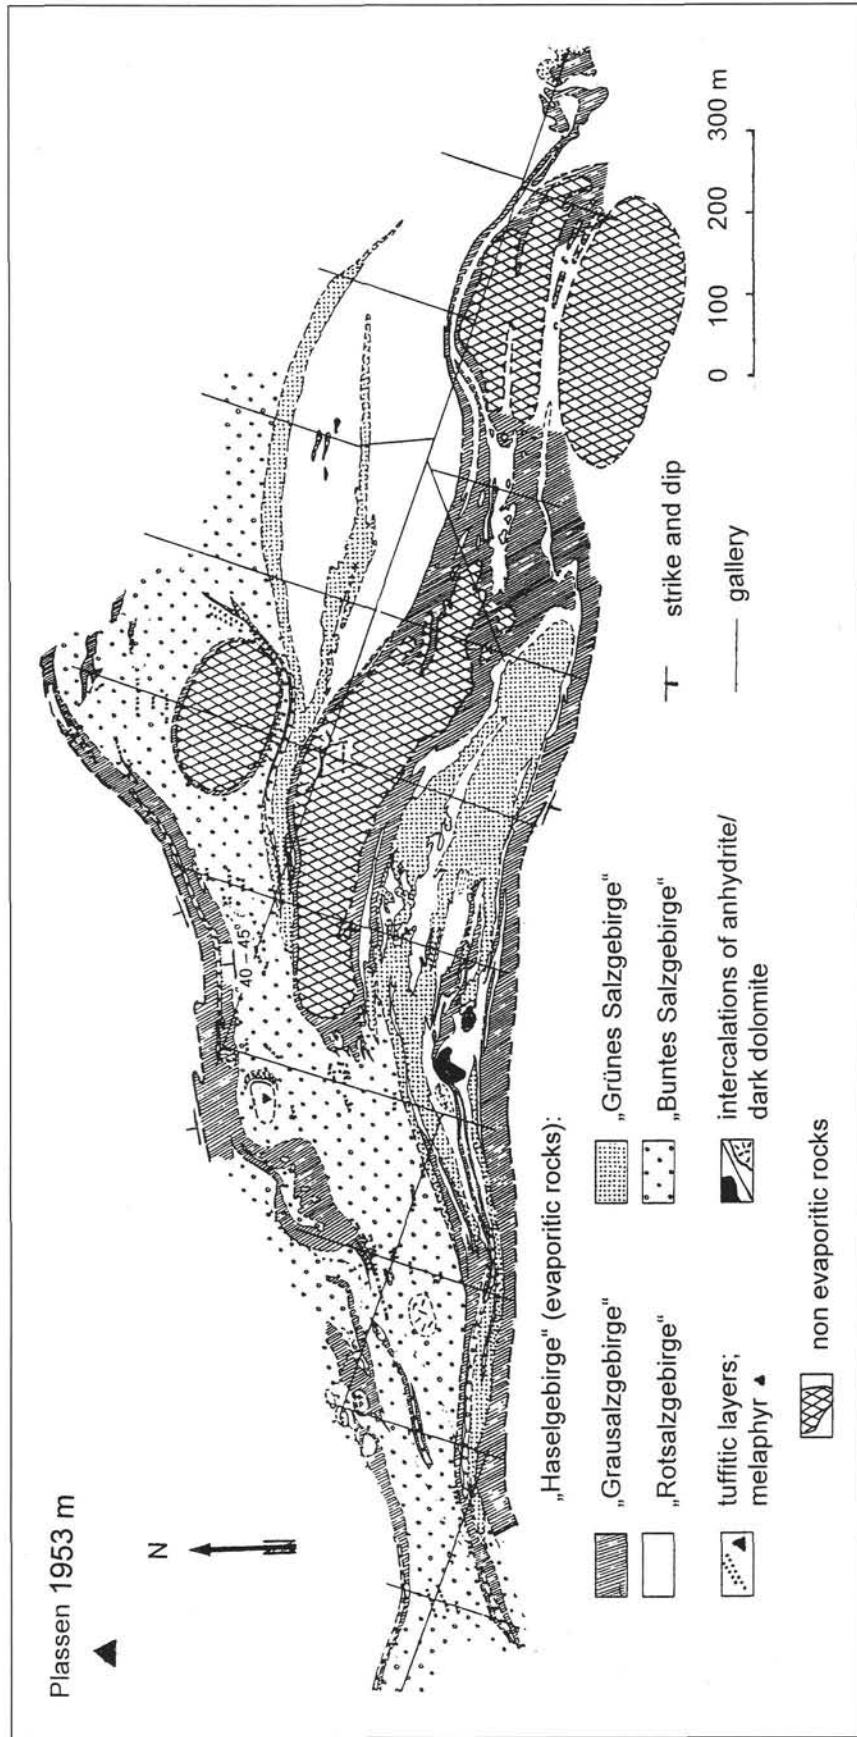 Plassen 1953 m
N
40 – 45°
0 100 200 300 m
„Haselgebirge“ (evaporitic rocks):
„Grausalzgebirge“
„Rotsalzgebirge“
„Grünes Salzgebirge“
„Buntes Salzgebirge“
tuffitic layers;
melaphyr
intercalations of anhydrite/
dark dolomite
non evaporitic rocks
strike and dip
gallery